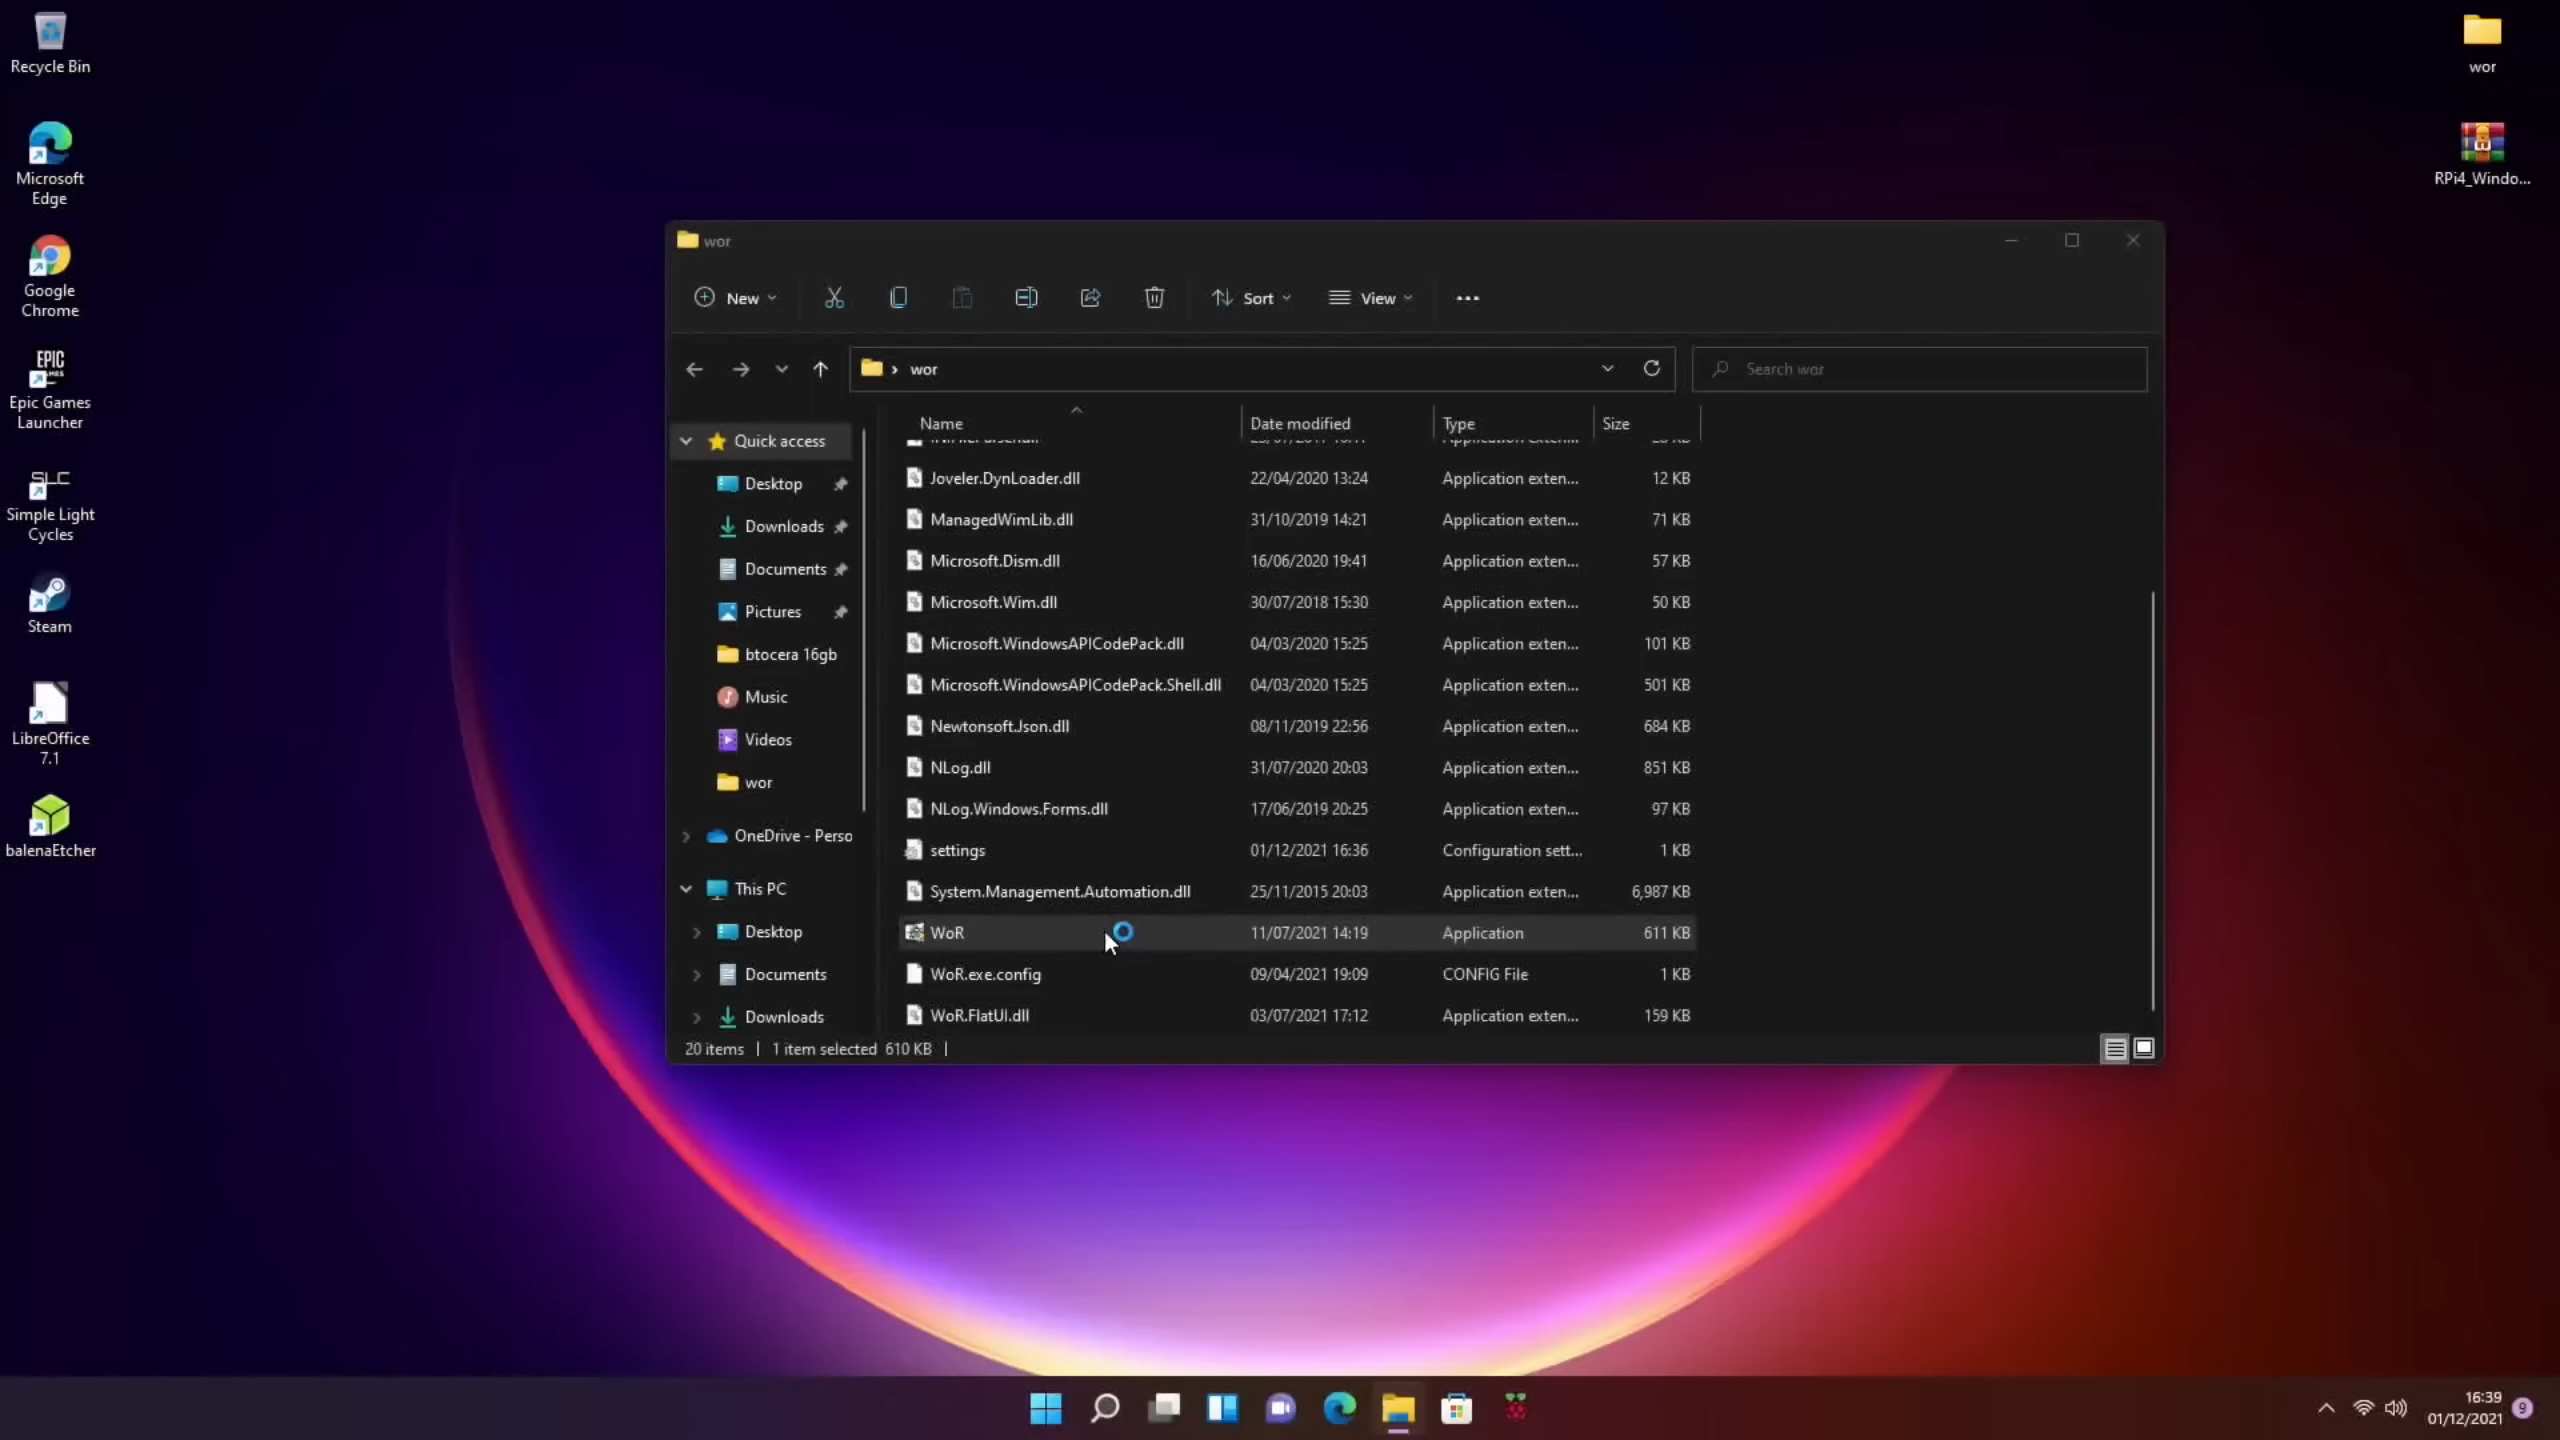 Recycle Bin
Microsoft
Edge
Google
Chrome
EPIC
GAMES
Epic Games
Launcher
SLC
Simple Light
Cycles
Steam
LibreOffice
7.1
balenaEtcher
wor
RPi4_Windo...
wor
New
Sort
View
wor
Search wor
Name Date modified Type Size
Joveler.DynLoader.dll 22/04/2020 13:24 Application exten... 12 KB
ManagedWimLib.dll 31/10/2019 14:21 Application exten... 71 KB
Microsoft.Dism.dll 16/06/2020 19:41 Application exten... 57 KB
Microsoft.Wim.dll 30/07/2018 15:30 Application exten... 50 KB
Microsoft.WindowsAPICodePack.dll 04/03/2020 15:25 Application exten... 101 KB
Microsoft.WindowsAPICodePack.Shell.dll 04/03/2020 15:25 Application exten... 501 KB
Newtonsoft.Json.dll 08/11/2019 22:56 Application exten... 684 KB
NLog.dll 31/07/2020 20:03 Application exten... 851 KB
NLog.Windows.Forms.dll 17/06/2019 20:25 Application exten... 97 KB
settings 01/12/2021 16:36 Configuration sett... 1 KB
System.Management.Automation.dll 25/11/2015 20:03 Application exten... 6,987 KB
WoR 11/07/2021 14:19 Application 611 KB
WoR.exe.config 09/04/2021 19:09 CONFIG File 1 KB
WoR.FlatUI.dll 03/07/2021 17:12 Application exten... 159 KB
Quick access
Desktop
Downloads
Documents
Pictures
btocera 16gb
Music
Videos
wor
OneDrive - Perso
This PC
Desktop
Documents
Downloads
20 items 1 item selected 610 KB
16:39
01/12/2021
9